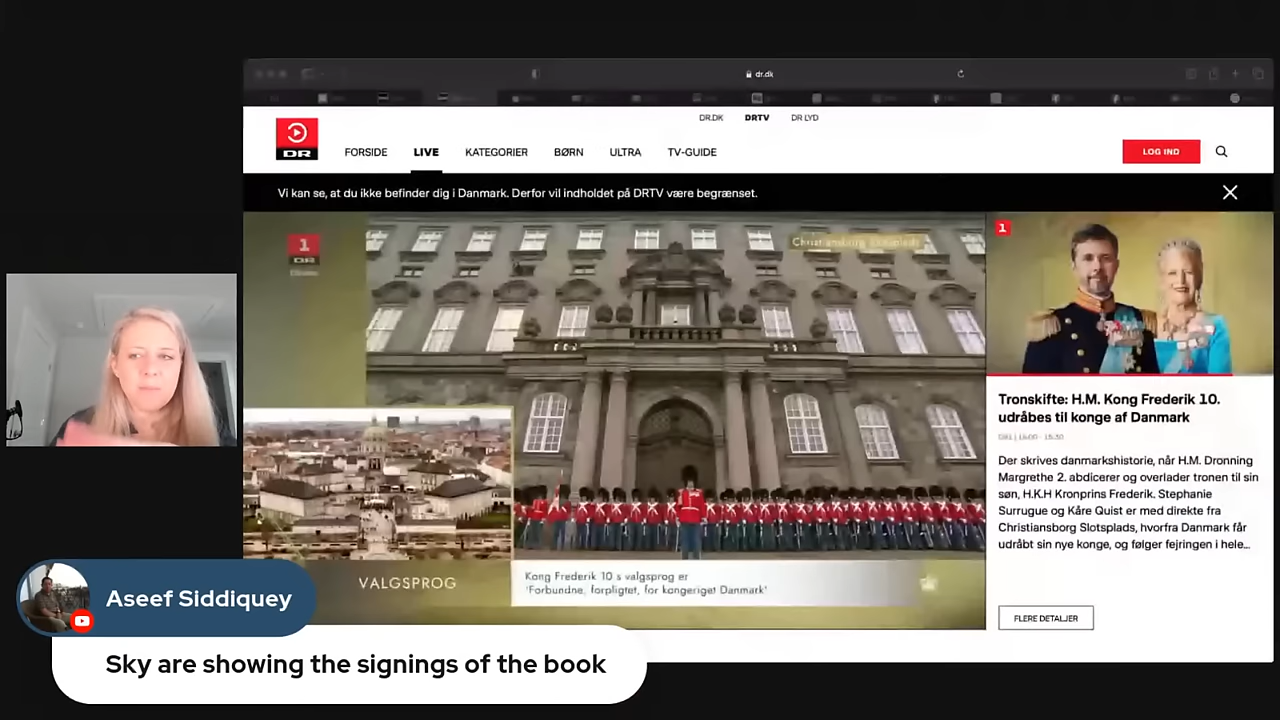 dr.dk
DR.DK DRTV DR LYD
DR
FORSIDE LIVE KATEGORIER BØRN ULTRA TV-GUIDE
LOG IND
Vi kan se, at du ikke befinder dig i Danmark. Derfor vil indholdet på DRTV være begrænset.
1
DR
Christiansborg Slotsplads
1
Tronskifte: H.M. Kong Frederik 10.
udråbes til konge af Danmark
Der skrives danmarkshistorie, når H.M. Dronning
Margrethe 2. abdicerer og overlader tronen til sin
søn, H.K.H Kronprins Frederik. Stephanie
Surrugue og Kåre Quist er med direkte fra
Christiansborg Slotsplads, hvorfra Danmark får
udråbt sin nye konge, og følger fejringen i hele...
FLERE DETALJER
VALGSPROG
Kong Frederik 10 s valgsprog er
'Forbundne, forpligtet, for kongeriget Danmark'
Aseef Siddiquey
Sky are showing the signings of the book